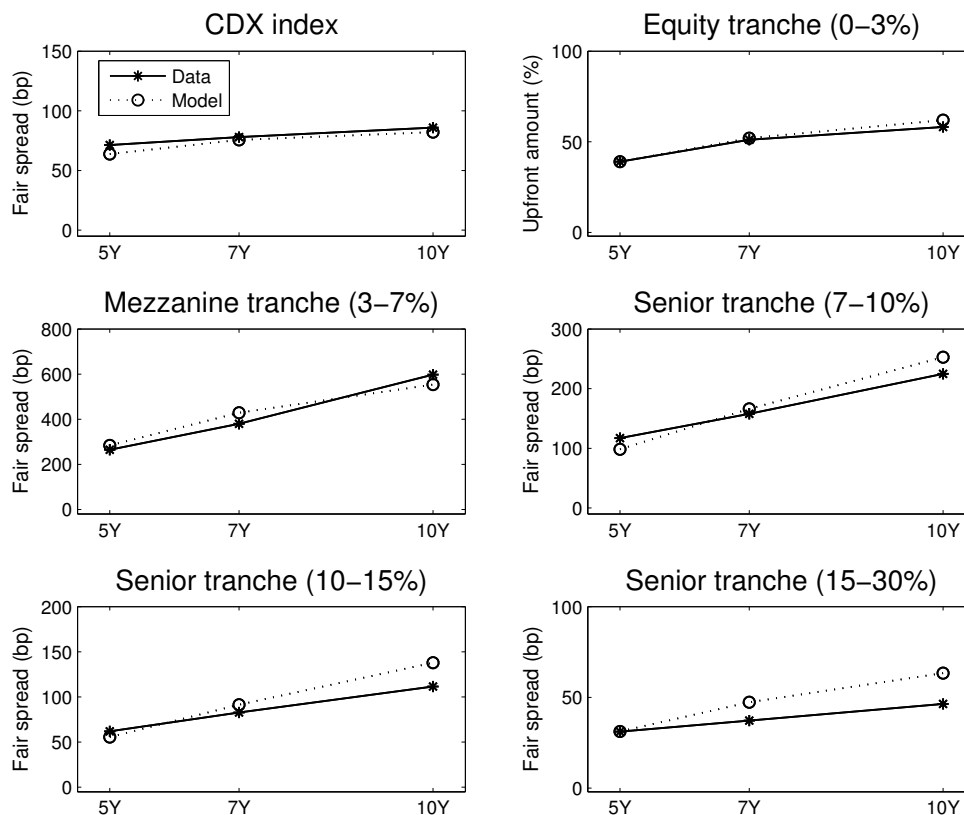 CDX index
150
100
50
0
Fair spread (bp)
Data
Model
5Y 7Y 10Y
Equity tranche (0−3%)
100
50
0
Upfront amount (%)
5Y 7Y 10Y
Mezzanine tranche (3−7%)
800
600
400
200
0
Fair spread (bp)
5Y 7Y 10Y
Senior tranche (7−10%)
300
200
100
0
Fair spread (bp)
5Y 7Y 10Y
Senior tranche (10−15%)
200
150
100
50
0
Fair spread (bp)
5Y 7Y 10Y
Senior tranche (15−30%)
100
50
0
Fair spread (bp)
5Y 7Y 10Y